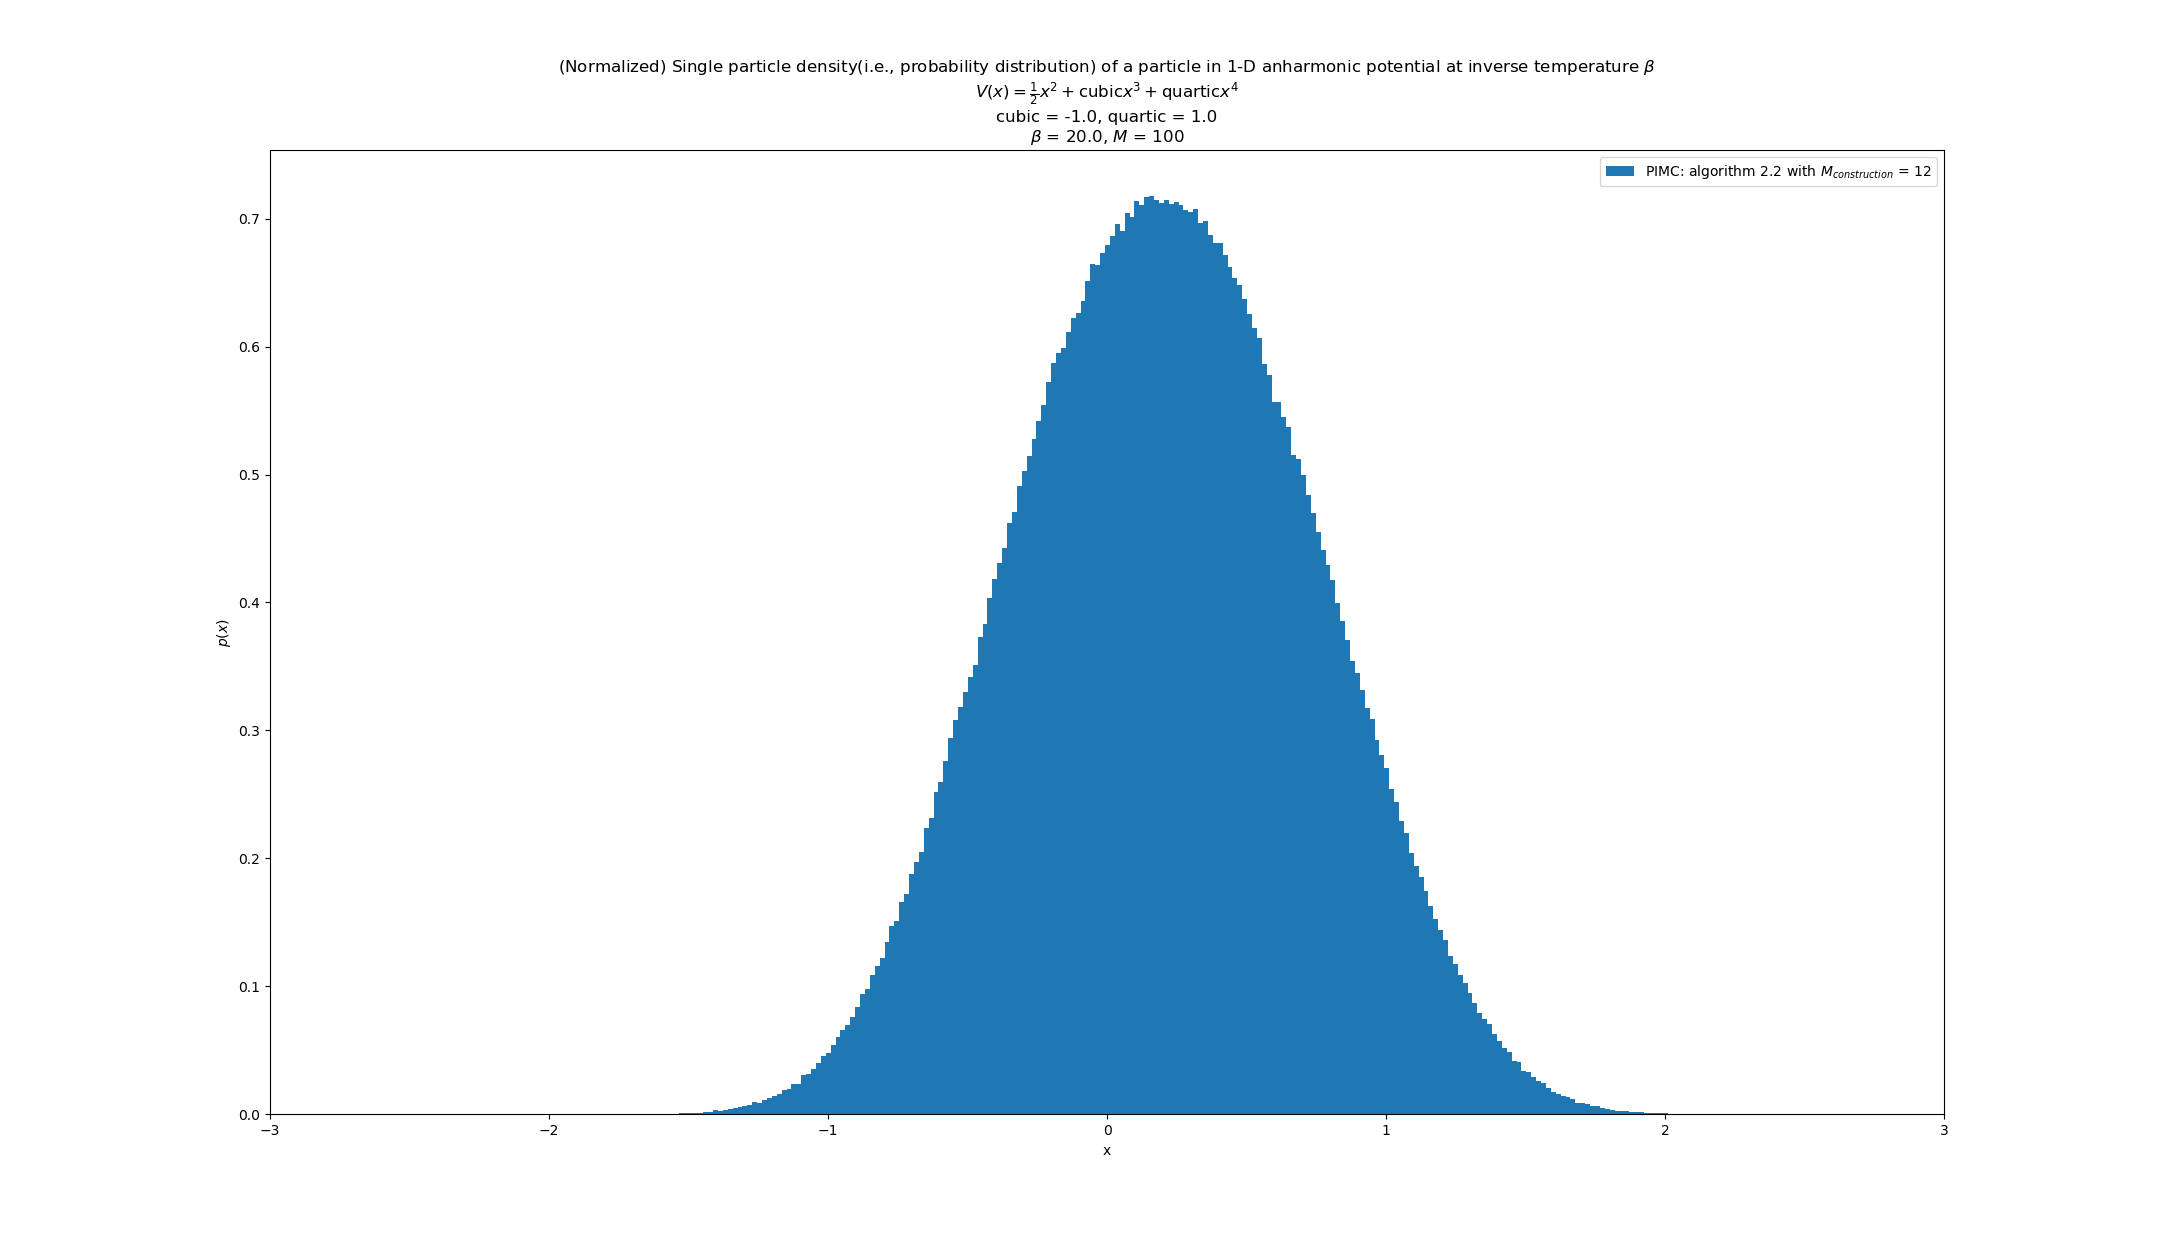 (Normalized) Single particle density(i.e., probability distribution) of a particle in 1-D anharmonic potential at inverse temperature β
V(x) = ½x² + cubicx³ + quarticx⁴
cubic = -1.0, quartic = 1.0
β = 20.0, M = 100
PIMC: algorithm 2.2 with M_construction = 12
0.7
0.6
0.5
0.4
0.3
0.2
0.1
0.0
p(x)
−3 −2 −1 0 1 2 3
x